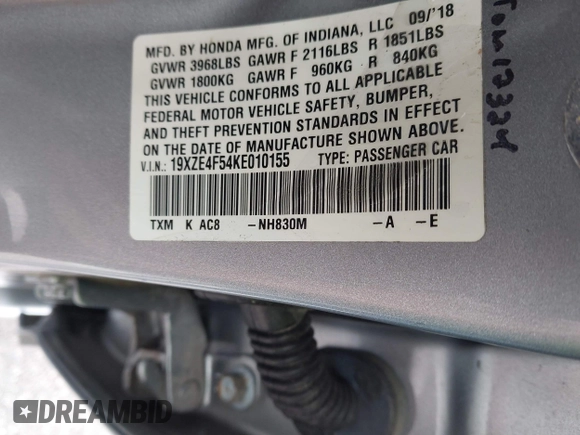 MFD. BY HONDA MFG. OF INDIANA, LLC 09/'18
GVWR 3968LBS GAWR F 2116LBS R 1851LBS
GVWR 1800KG GAWR F 960KG R 840KG
THIS VEHICLE CONFORMS TO ALL APPLICABLE
FEDERAL MOTOR VEHICLE SAFETY, BUMPER,
AND THEFT PREVENTION STANDARDS IN EFFECT
ON THE DATE OF MANUFACTURE SHOWN ABOVE.
V.I.N.: 19XZE4F54KE010155 TYPE: PASSENGER CAR
TXM K AC8 -NH830M -A -E
DREAMBID